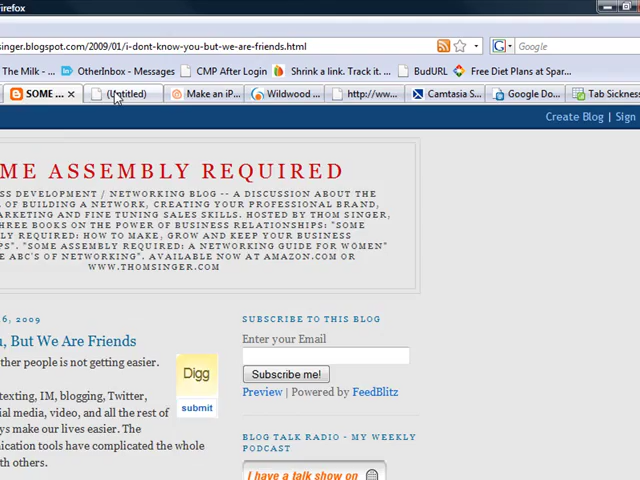 irefox
singer.blogspot.com/2009/01/i-dont-know-you-but-we-are-friends.html
Google
The Milk - ...
OtherInbox - Messages
CMP After Login
Shrink a link. Track it. ...
BudURL
Free Diet Plans at Spar...
SOME ...
(Untitled)
Make an iP...
Wildwood ...
http://ww...
Camtasia S...
Google Do...
Tab Sickness
Create Blog | Sign
ME ASSEMBLY REQUIRED
SS DEVELOPMENT / NETWORKING BLOG -- A DISCUSSION ABOUT THE
OF BUILDING A NETWORK, CREATING YOUR PROFESSIONAL BRAND,
ARKETING AND FINE TUNING SALES SKILLS. HOSTED BY THOM SINGER,
THREE BOOKS ON THE POWER OF BUSINESS RELATIONSHIPS: "SOME
LY REQUIRED: HOW TO MAKE, GROW AND KEEP YOUR BUSINESS
PS". "SOME ASSEMBLY REQUIRED: A NETWORKING GUIDE FOR WOMEN"
E ABC'S OF NETWORKING". AVAILABLE NOW AT AMAZON.COM OR
WWW.THOMSINGER.COM
6, 2009
u, But We Are Friends
ther people is not getting easier.
Digg
submit
texting, IM, blogging, Twitter,
ial media, video, and all the rest of
ys make our lives easier. The
nication tools have complicated the whole
ith others.
SUBSCRIBE TO THIS BLOG
Enter your Email
Subscribe me!
Preview | Powered by FeedBlitz
BLOG TALK RADIO - MY WEEKLY
PODCAST
I have a talk show on